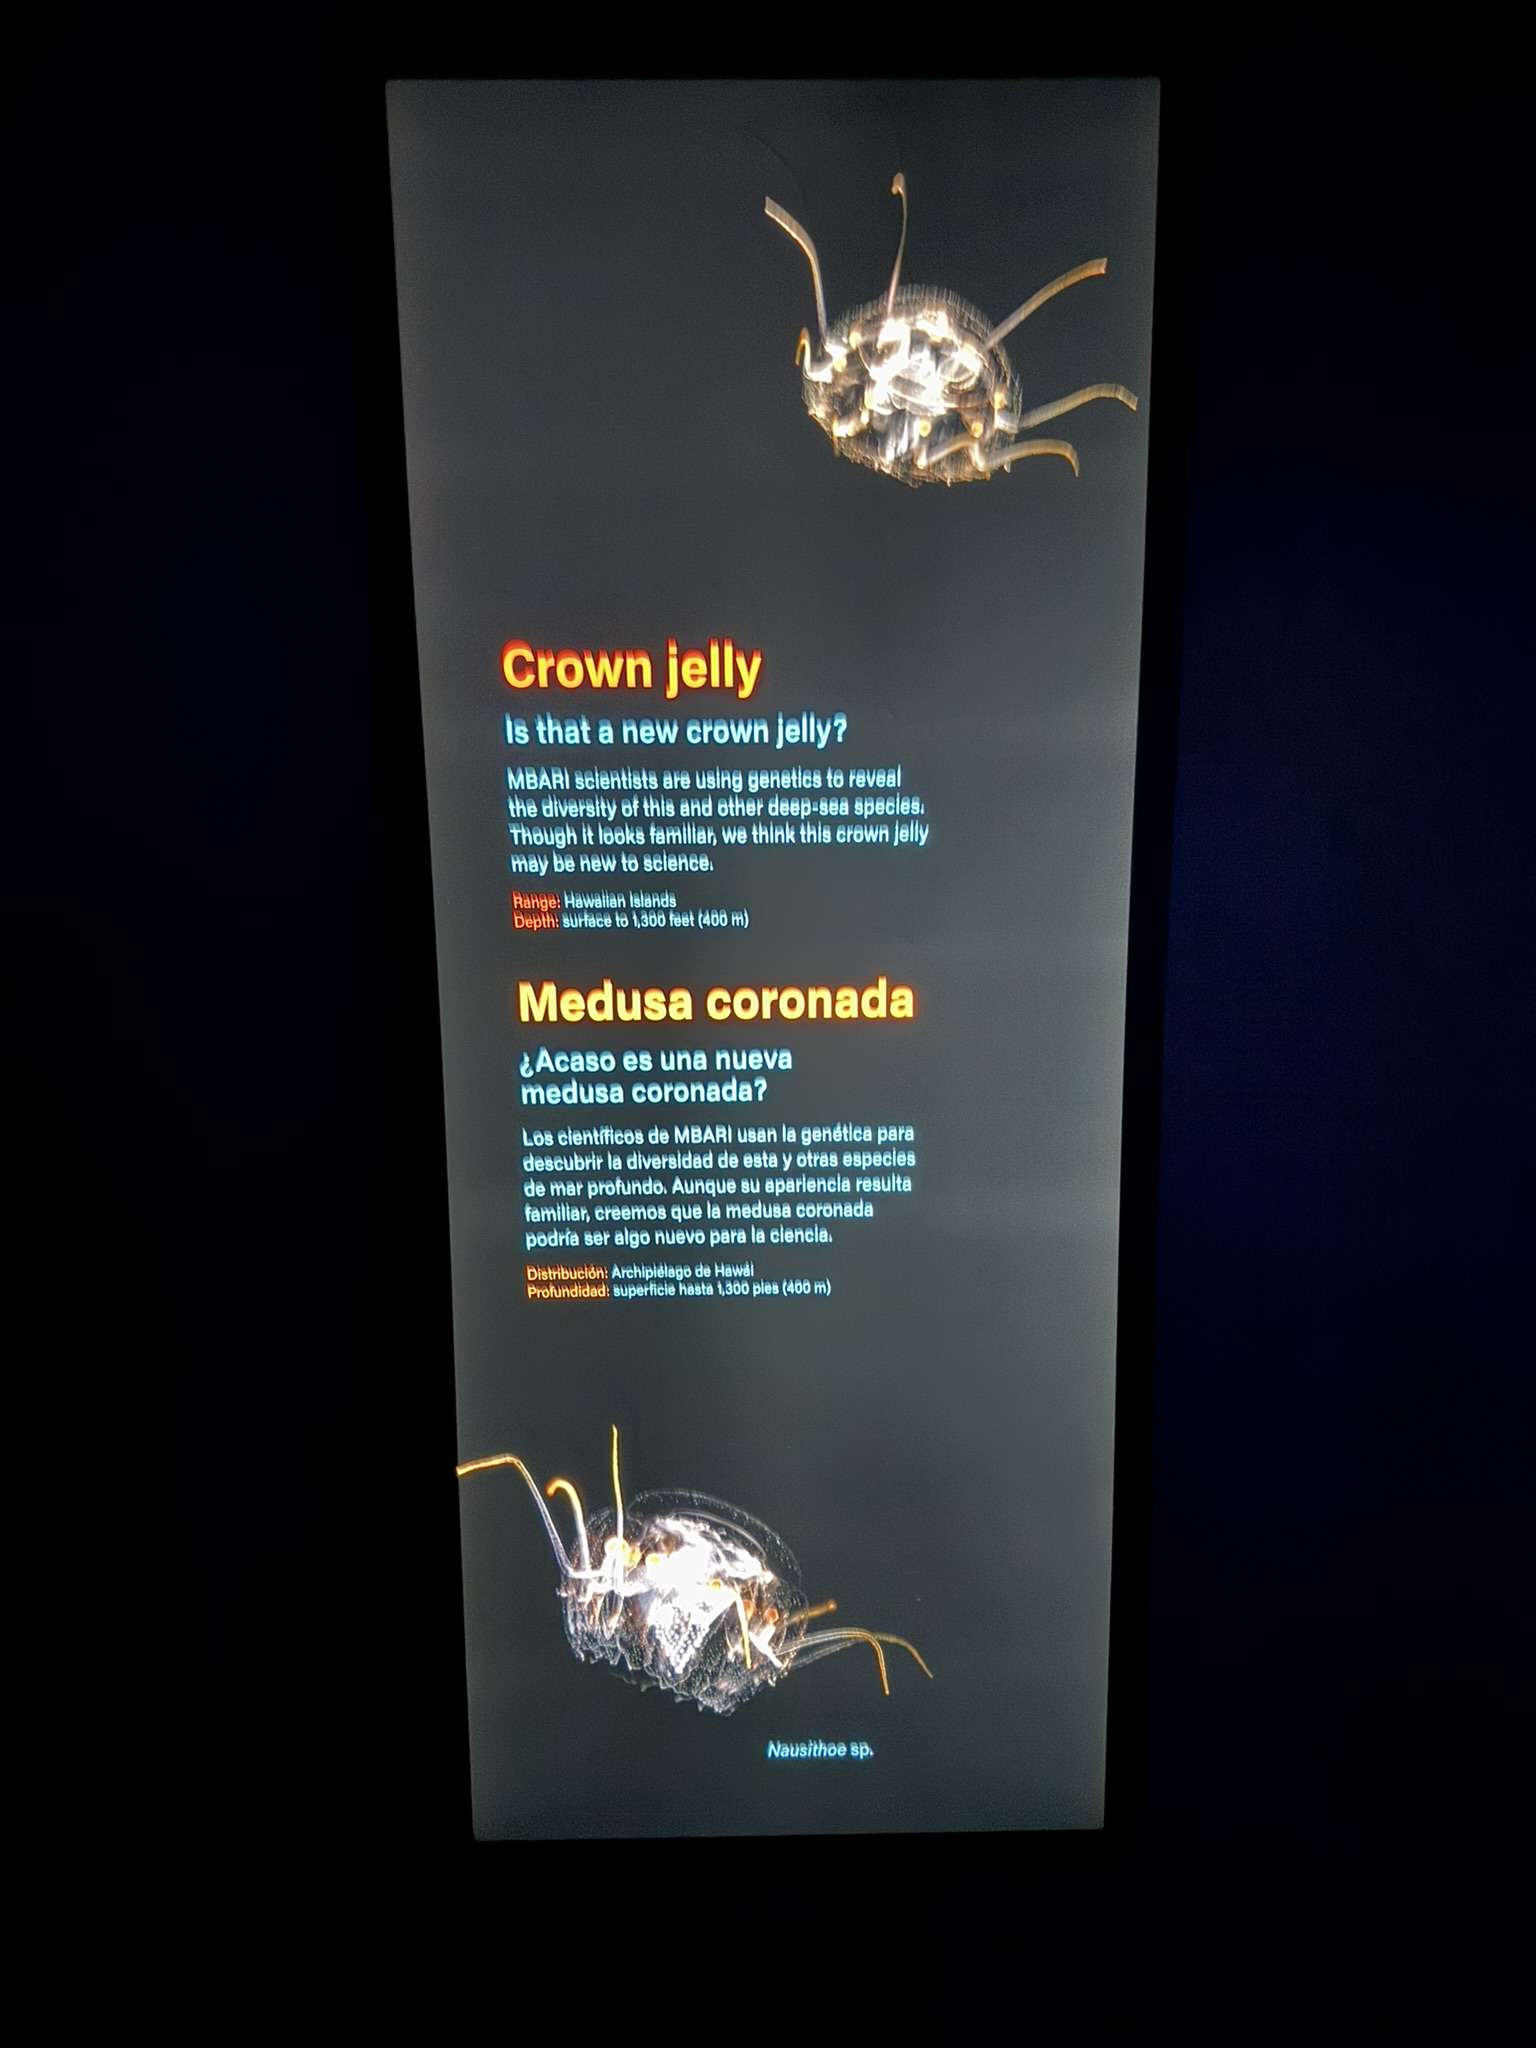 Crown jelly
Is that a new crown jelly?
MBARI scientists are using genetics to reveal
the diversity of this and other deep-sea species.
Though it looks familiar, we think this crown jelly
may be new to science.
Range: Hawaiian Islands
Depth: surface to 1,300 feet (400 m)
Medusa coronada
¿Acaso es una nueva
medusa coronada?
Los científicos de MBARI usan la genética para
descubrir la diversidad de esta y otras especies
de mar profundo. Aunque su apariencia resulta
familiar, creemos que la medusa coronada
podría ser algo nuevo para la ciencia.
Distribución: Archipiélago de Hawái
Profundidad: superficie hasta 1,300 pies (400 m)
Nausithoe sp.